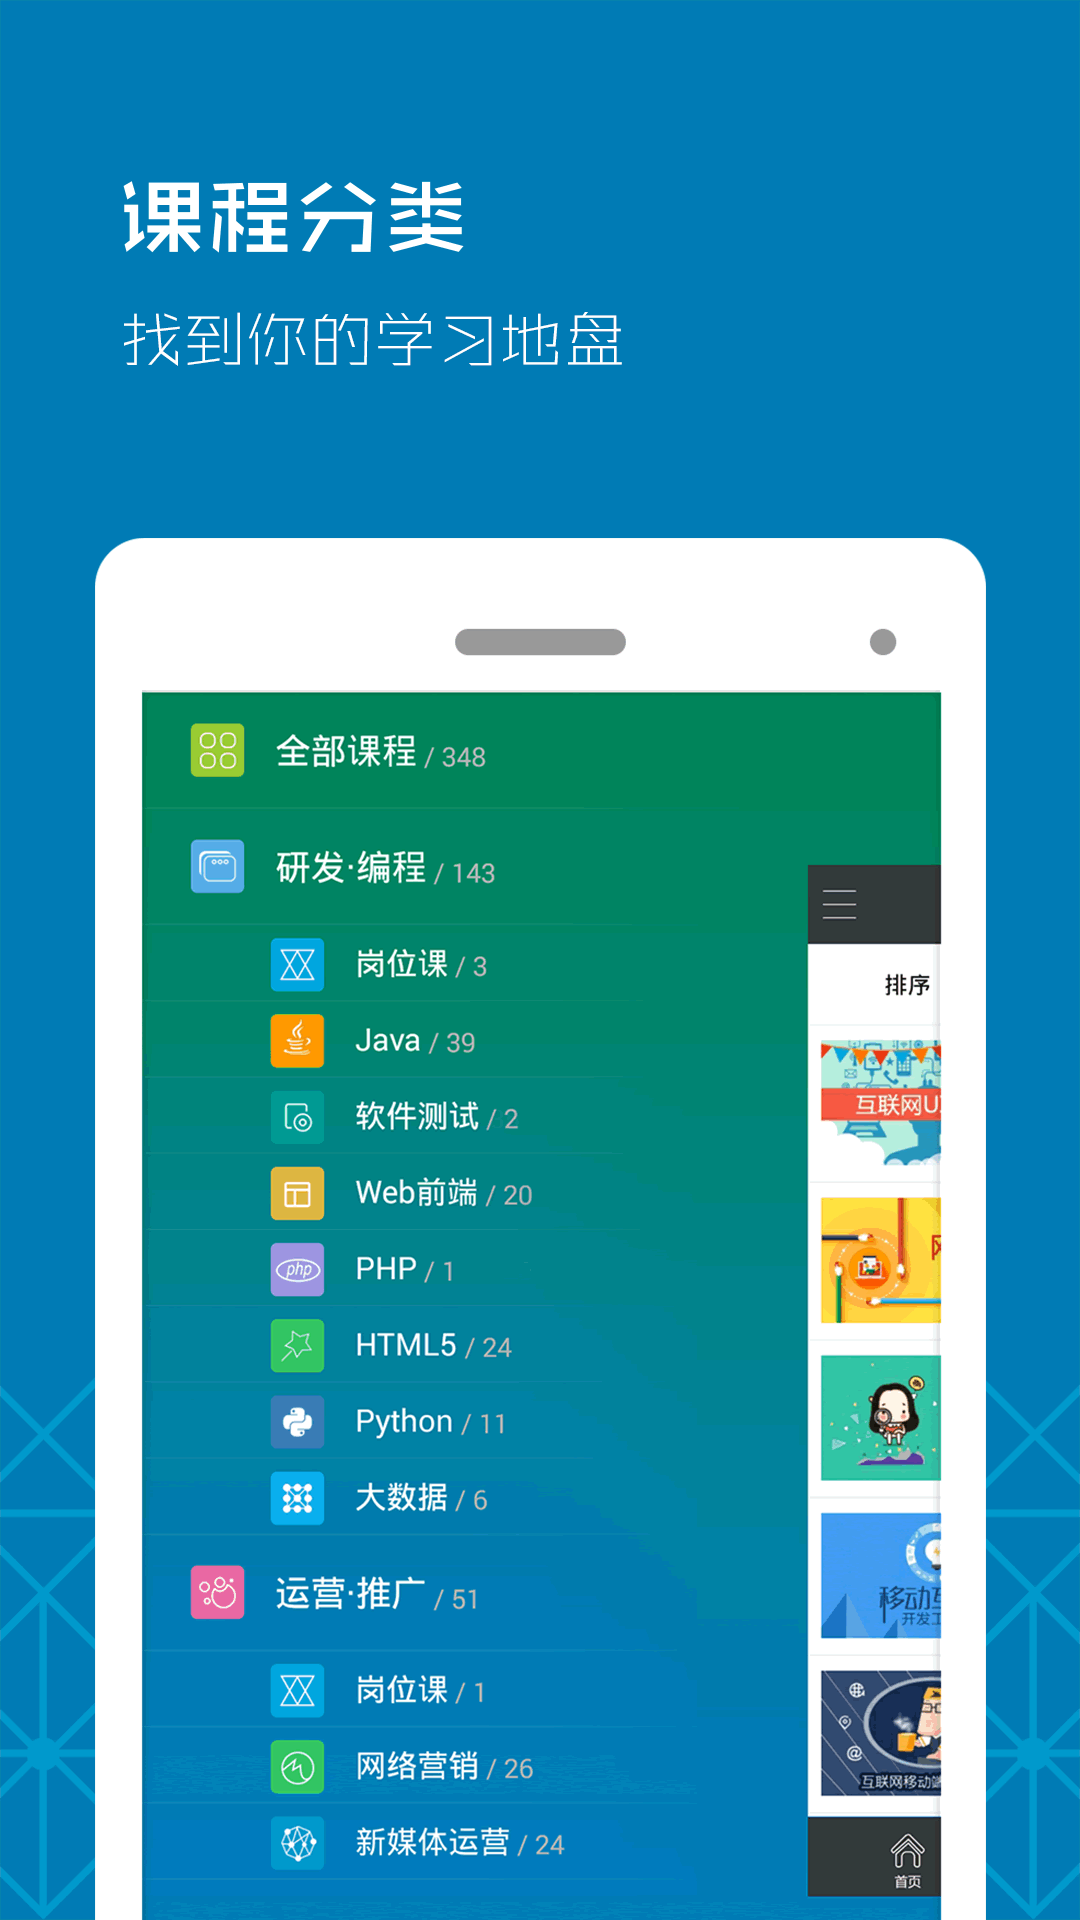 课程分类
找到你的学习地盘
全部课程 / 348
研发·编程 / 143
岗位课 / 3
Java / 39
软件测试 / 2
Web前端 / 20
php
PHP / 1
HTML5 / 24
Python / 11
大数据 / 6
运营·推广 / 51
岗位课 / 1
网络营销 / 26
新媒体运营 / 24
排序
互联网U
移动互
开发工
@
互联网移动端
首页